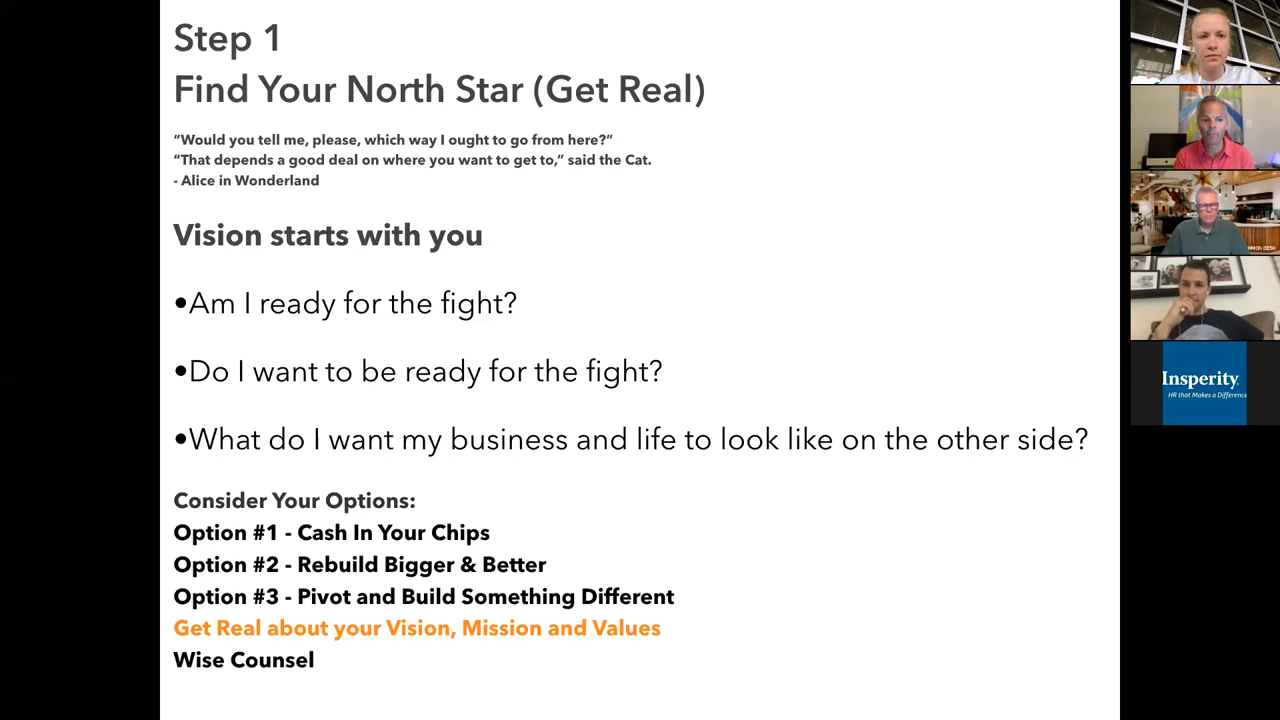 Step 1
Find Your North Star (Get Real)
“Would you tell me, please, which way I ought to go from here?”
“That depends a good deal on where you want to get to,” said the Cat.
- Alice in Wonderland
Vision starts with you
•Am I ready for the fight?
•Do I want to be ready for the fight?
•What do I want my business and life to look like on the other side?
Consider Your Options:
Option #1 - Cash In Your Chips
Option #2 - Rebuild Bigger & Better
Option #3 - Pivot and Build Something Different
Get Real about your Vision, Mission and Values
Wise Counsel
DESK
Insperity.
HR that Makes a Difference